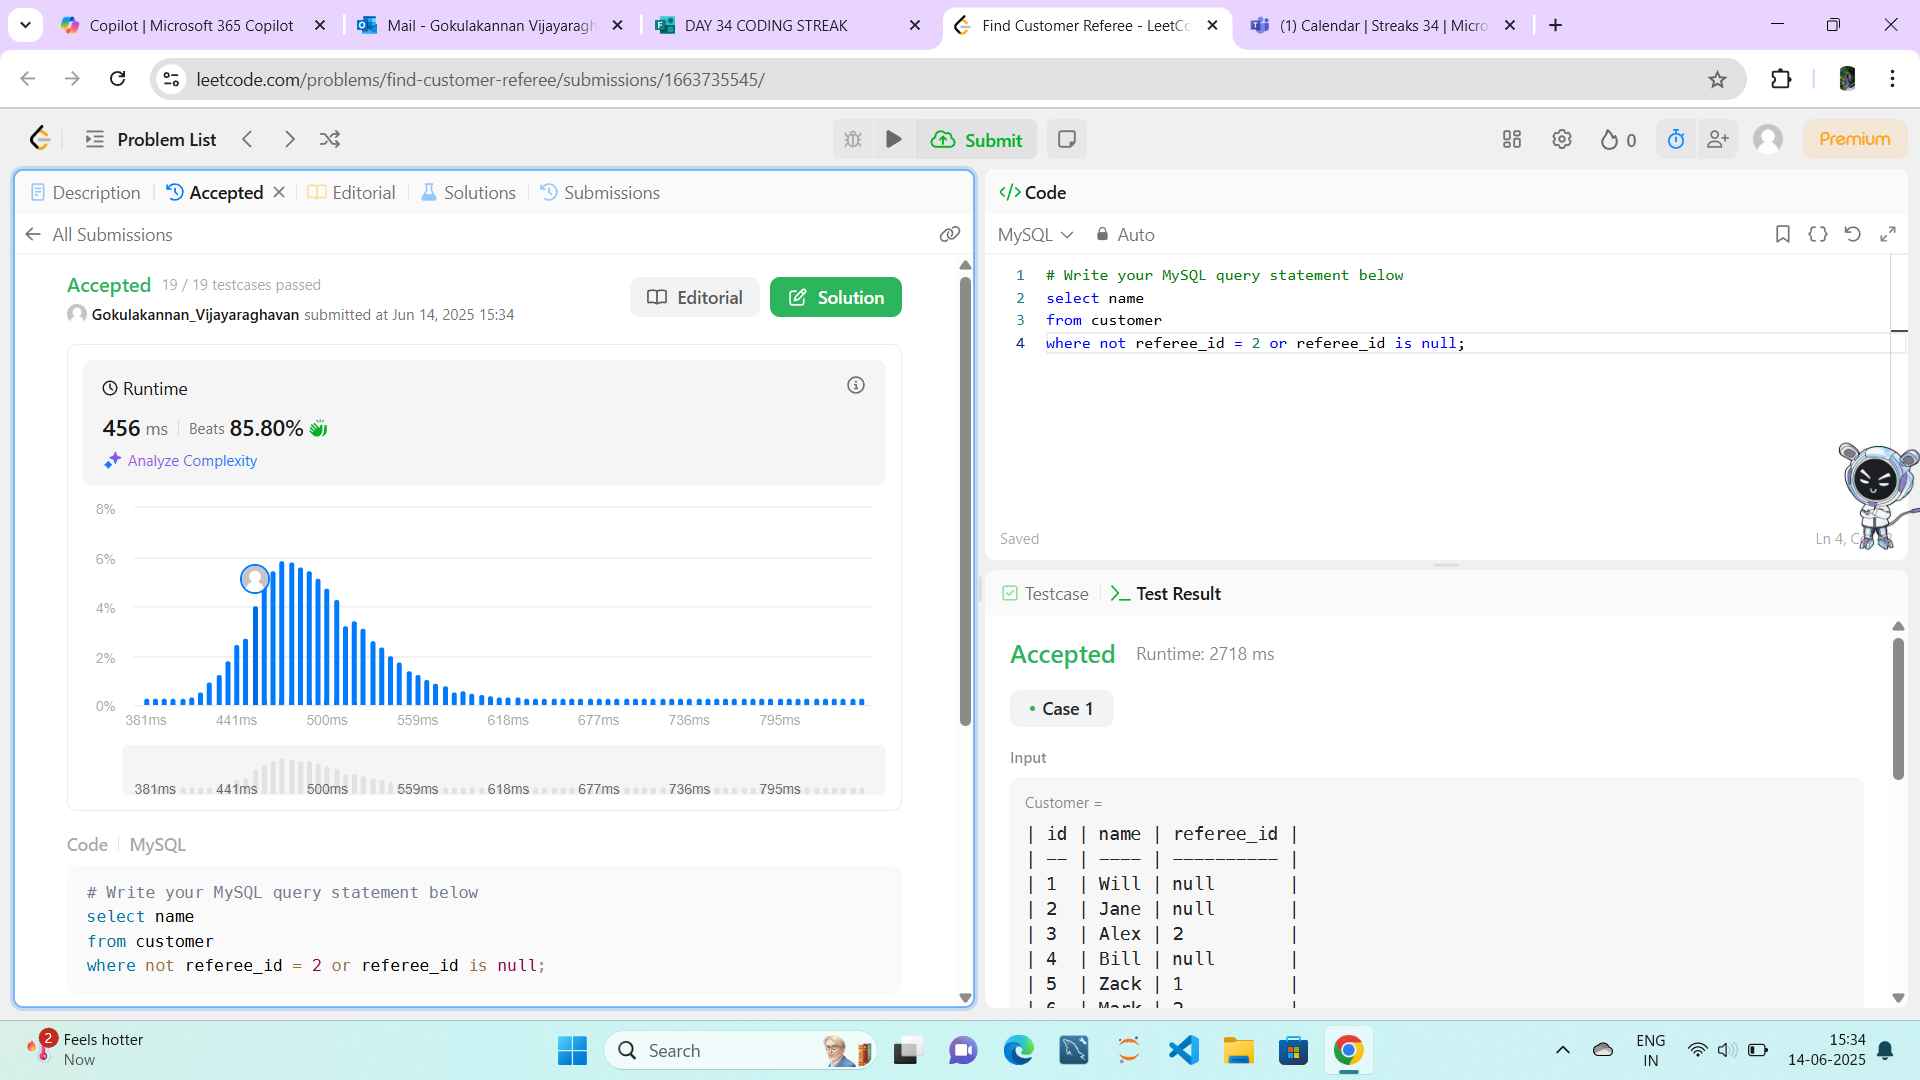 Copilot | Microsoft 365 Copilot
Mail - Gokulakannan Vijayaragh
DAY 34 CODING STREAK
Find Customer Referee - LeetCo
(1) Calendar | Streaks 34 | Micro
leetcode.com/problems/find-customer-referee/submissions/1663735545/
Problem List
Submit
0
Premium
Description
Accepted
Editorial
Solutions
Submissions
All Submissions
Accepted 19 / 19 testcases passed
Gokulakannan_Vijayaraghavan submitted at Jun 14, 2025 15:34
Editorial
Solution
Runtime
456 ms Beats 85.80%
Analyze Complexity
8%
6%
4%
2%
0%
381ms 441ms 500ms 559ms 618ms 677ms 736ms 795ms
381ms 441ms 500ms 559ms 618ms 677ms 736ms 795ms
Code MySQL
# Write your MySQL query statement below
select name
from customer
where not referee_id = 2 or referee_id is null;
</> Code
MySQL Auto
1 # Write your MySQL query statement below
2 select name
3 from customer
4 where not referee_id = 2 or referee_id is null;
Saved
Ln 4,
Testcase
Test Result
Accepted Runtime: 2718 ms
Case 1
Input
Customer =
| id | name | referee_id |
| -- | ---- | ---------- |
| 1 | Will | null |
| 2 | Jane | null |
| 3 | Alex | 2 |
| 4 | Bill | null |
| 5 | Zack | 1 |
| 6 | Mark | 2 |
2
Feels hotter
Now
Search
ENG
IN
15:34
14-06-2025